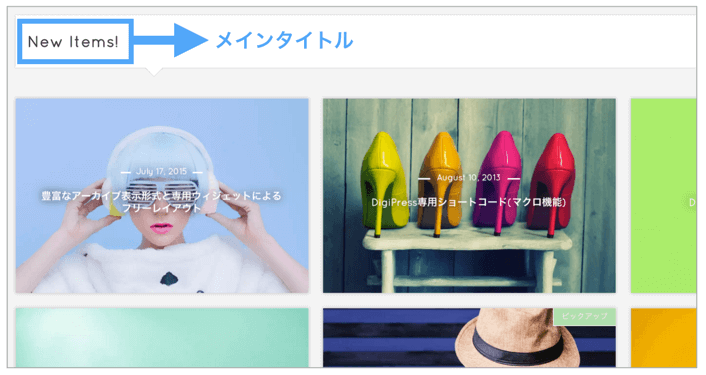 New Items!
メインタイトル
July 17, 2015
豊富なアーカイブ表示形式と専用ウィジェットによる
フリーレイアウト
August 10, 2013
DigiPress専用ショートコード(マクロ機能)
D
ピックアップ